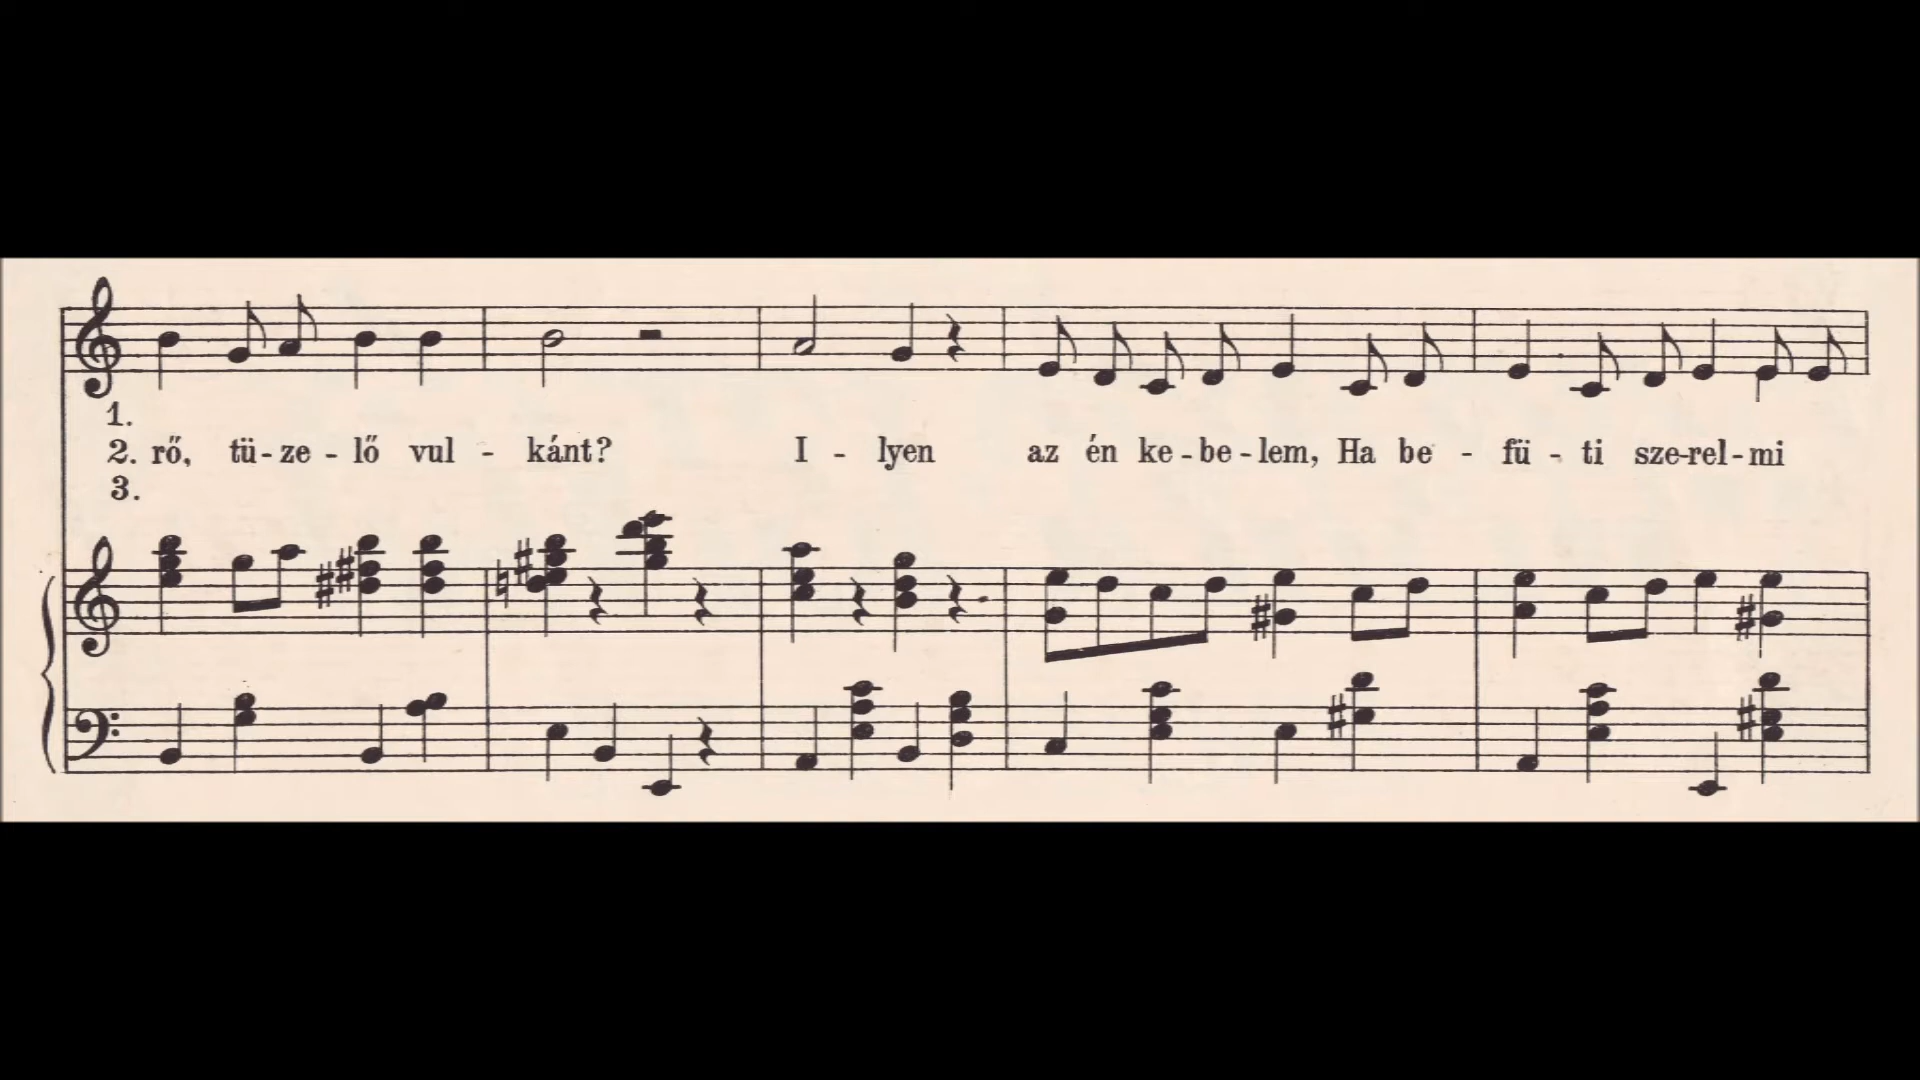 1.
2. rő, tü-ze-lő vul-kánt? I-lyen az én ke-be-lem, Ha be-fü-ti sze-rel-mi
3.